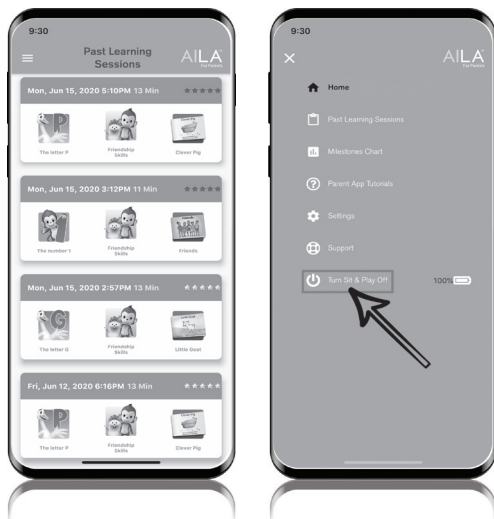 9:30
Past Learning
Sessions
AILA
For Parents
Mon, Jun 15, 2020 5:10PM 13 Min
The letter P
Friendship
Skills
Clever Pig
Mon, Jun 15, 2020 3:12PM 11 Min
The number 1
Friendship
Skills
Friends
Mon, Jun 15, 2020 2:57PM 13 Min
The letter G
Friendship
Skills
Little Goat
Fri, Jun 12, 2020 6:16PM 13 Min
The letter P
Friendship
Skills
Clever Pig
9:30
AILA
For Parents
Home
Past Learning Sessions
Milestones Chart
Parent App Tutorials
Settings
Support
Turn Sit & Play Off
100%